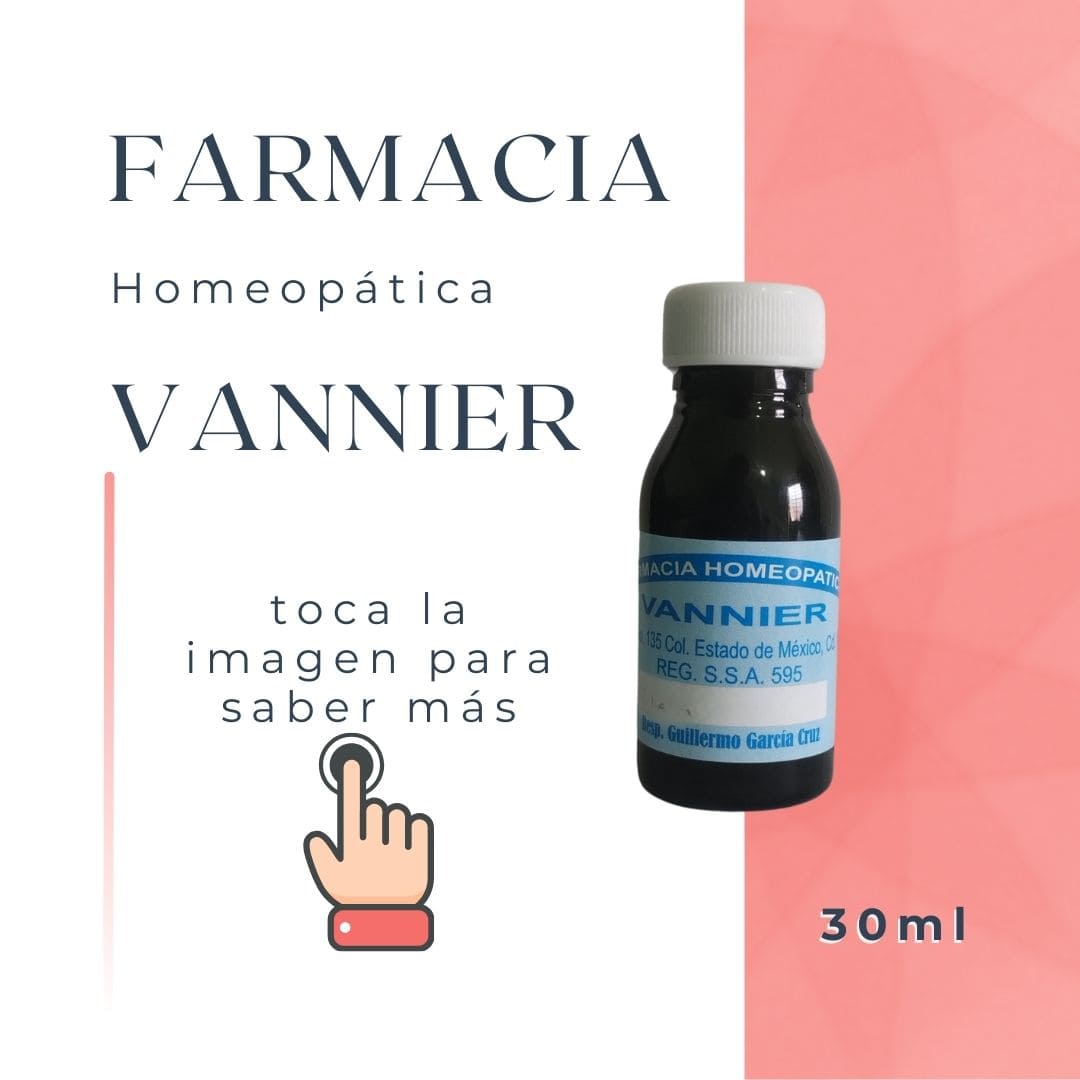 FARMACIA
Homeopática
VANNIER
toca la
imagen para
saber más
MACIA HOMEOPATIC
VANNIER
135 Col. Estado de México, Cd.
REG. S.S.A. 595
Resp. Guillermo García Cruz
30ml